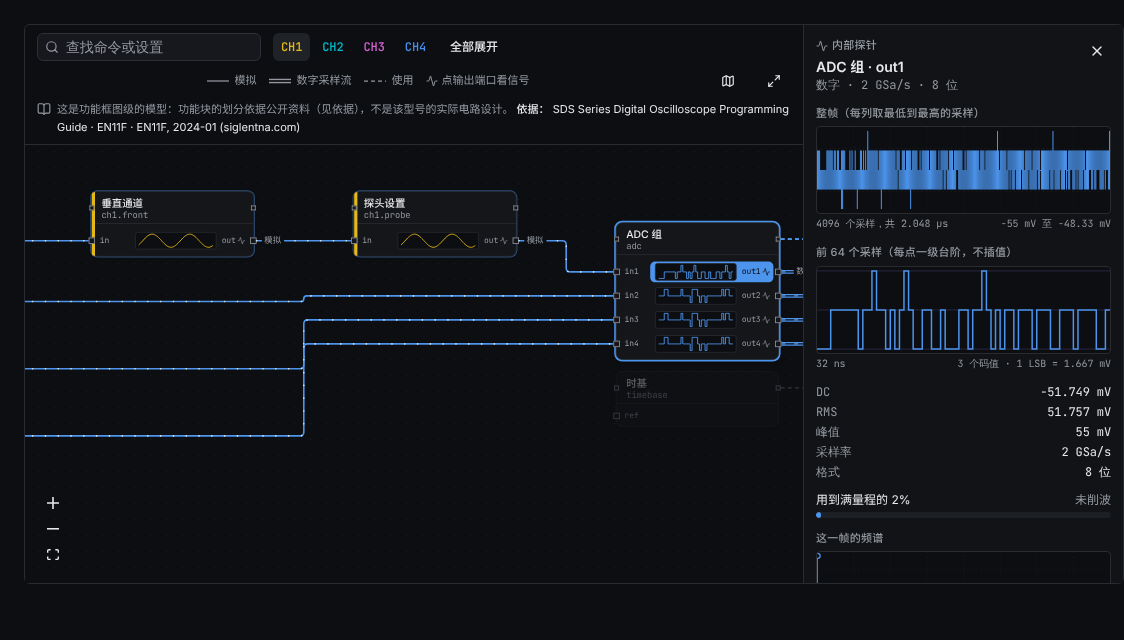 查找命令或设置
CH1 CH2 CH3 CH4 全部展开
模拟 数字采样流 使用 点输出端口看信号
这是功能框图级的模型：功能块的划分依据公开资料（见依据），不是该型号的实际电路设计。 依据： SDS Series Digital Oscilloscope Programming
Guide · EN11F · EN11F, 2024-01 (siglentna.com)
垂直通道
ch1.front
in out 模拟
探头设置
ch1.probe
in out 模拟
ADC 组
adc
in1 out1
in2 out2
in3 out3
in4 out4
时基
timebase
ref
内部探针
ADC 组 · out1
数字 · 2 GSa/s · 8 位
整帧（每列取最低到最高的采样）
4096 个采样，共 2.048 µs -55 mV 至 -48.33 mV
前 64 个采样（每点一级台阶，不插值）
32 ns 3 个码值 · 1 LSB = 1.667 mV
DC -51.749 mV
RMS 51.757 mV
峰值 55 mV
采样率 2 GSa/s
格式 8 位
用到满量程的 2% 未削波
这一帧的频谱